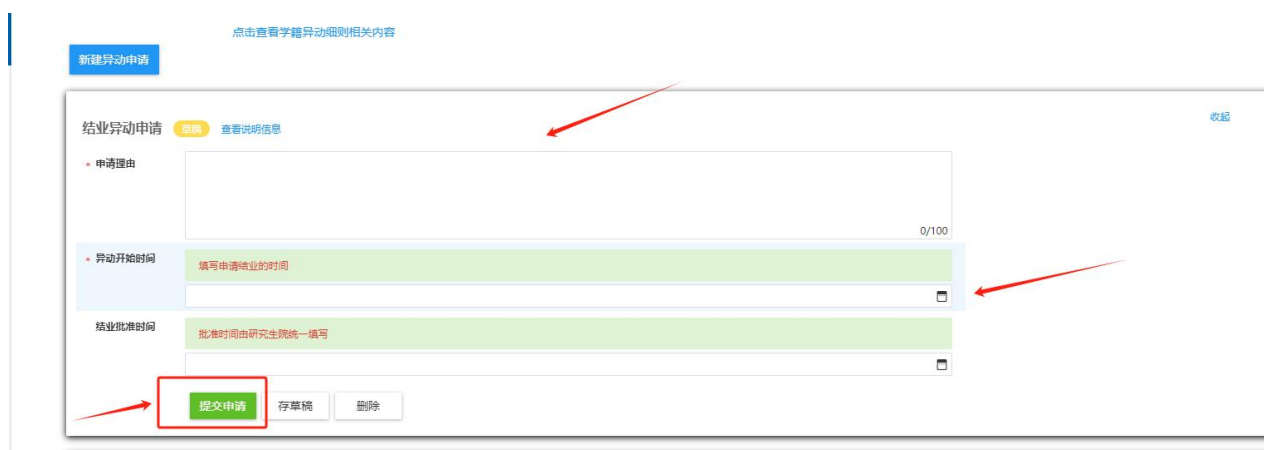 点击查看学籍异动细则相关内容
新建异动申请
结业异动申请 草稿 查看说明信息 收起
* 申请理由
0/100
* 异动开始时间
填写申请结业的时间
结业批准时间
批准时间由研究生院统一填写
提交申请 存草稿 删除